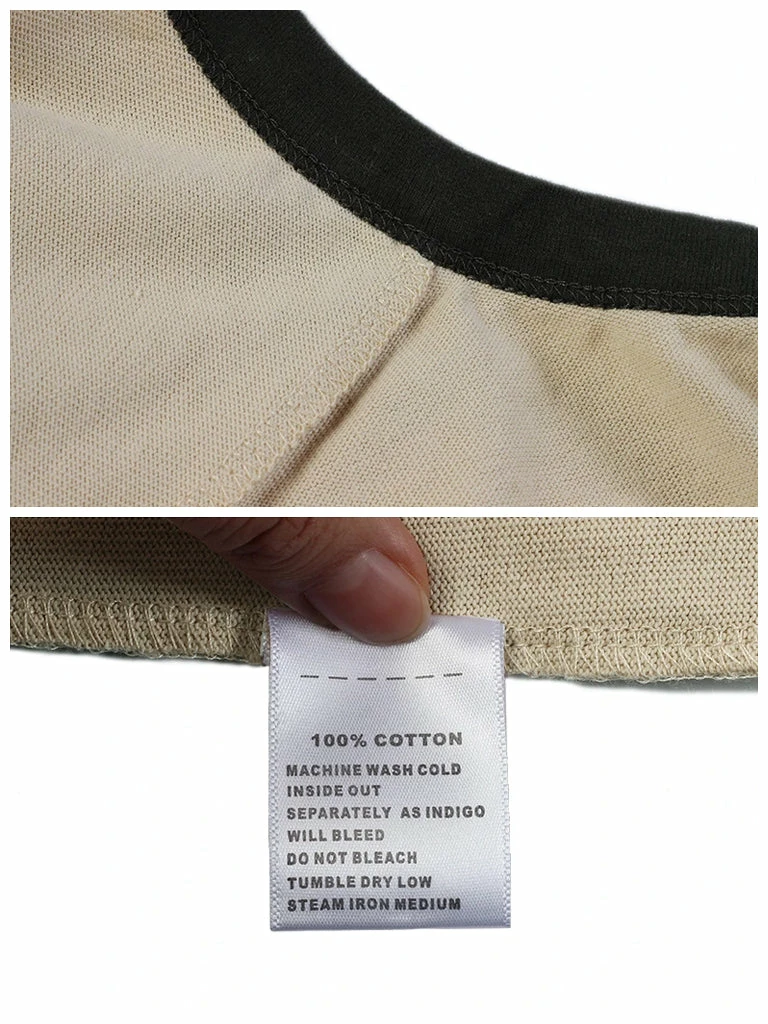 100% COTTON
MACHINE WASH COLD
INSIDE OUT
SEPARATELY AS INDIGO
WILL BLEED
DO NOT BLEACH
TUMBLE DRY LOW
STEAM IRON MEDIUM